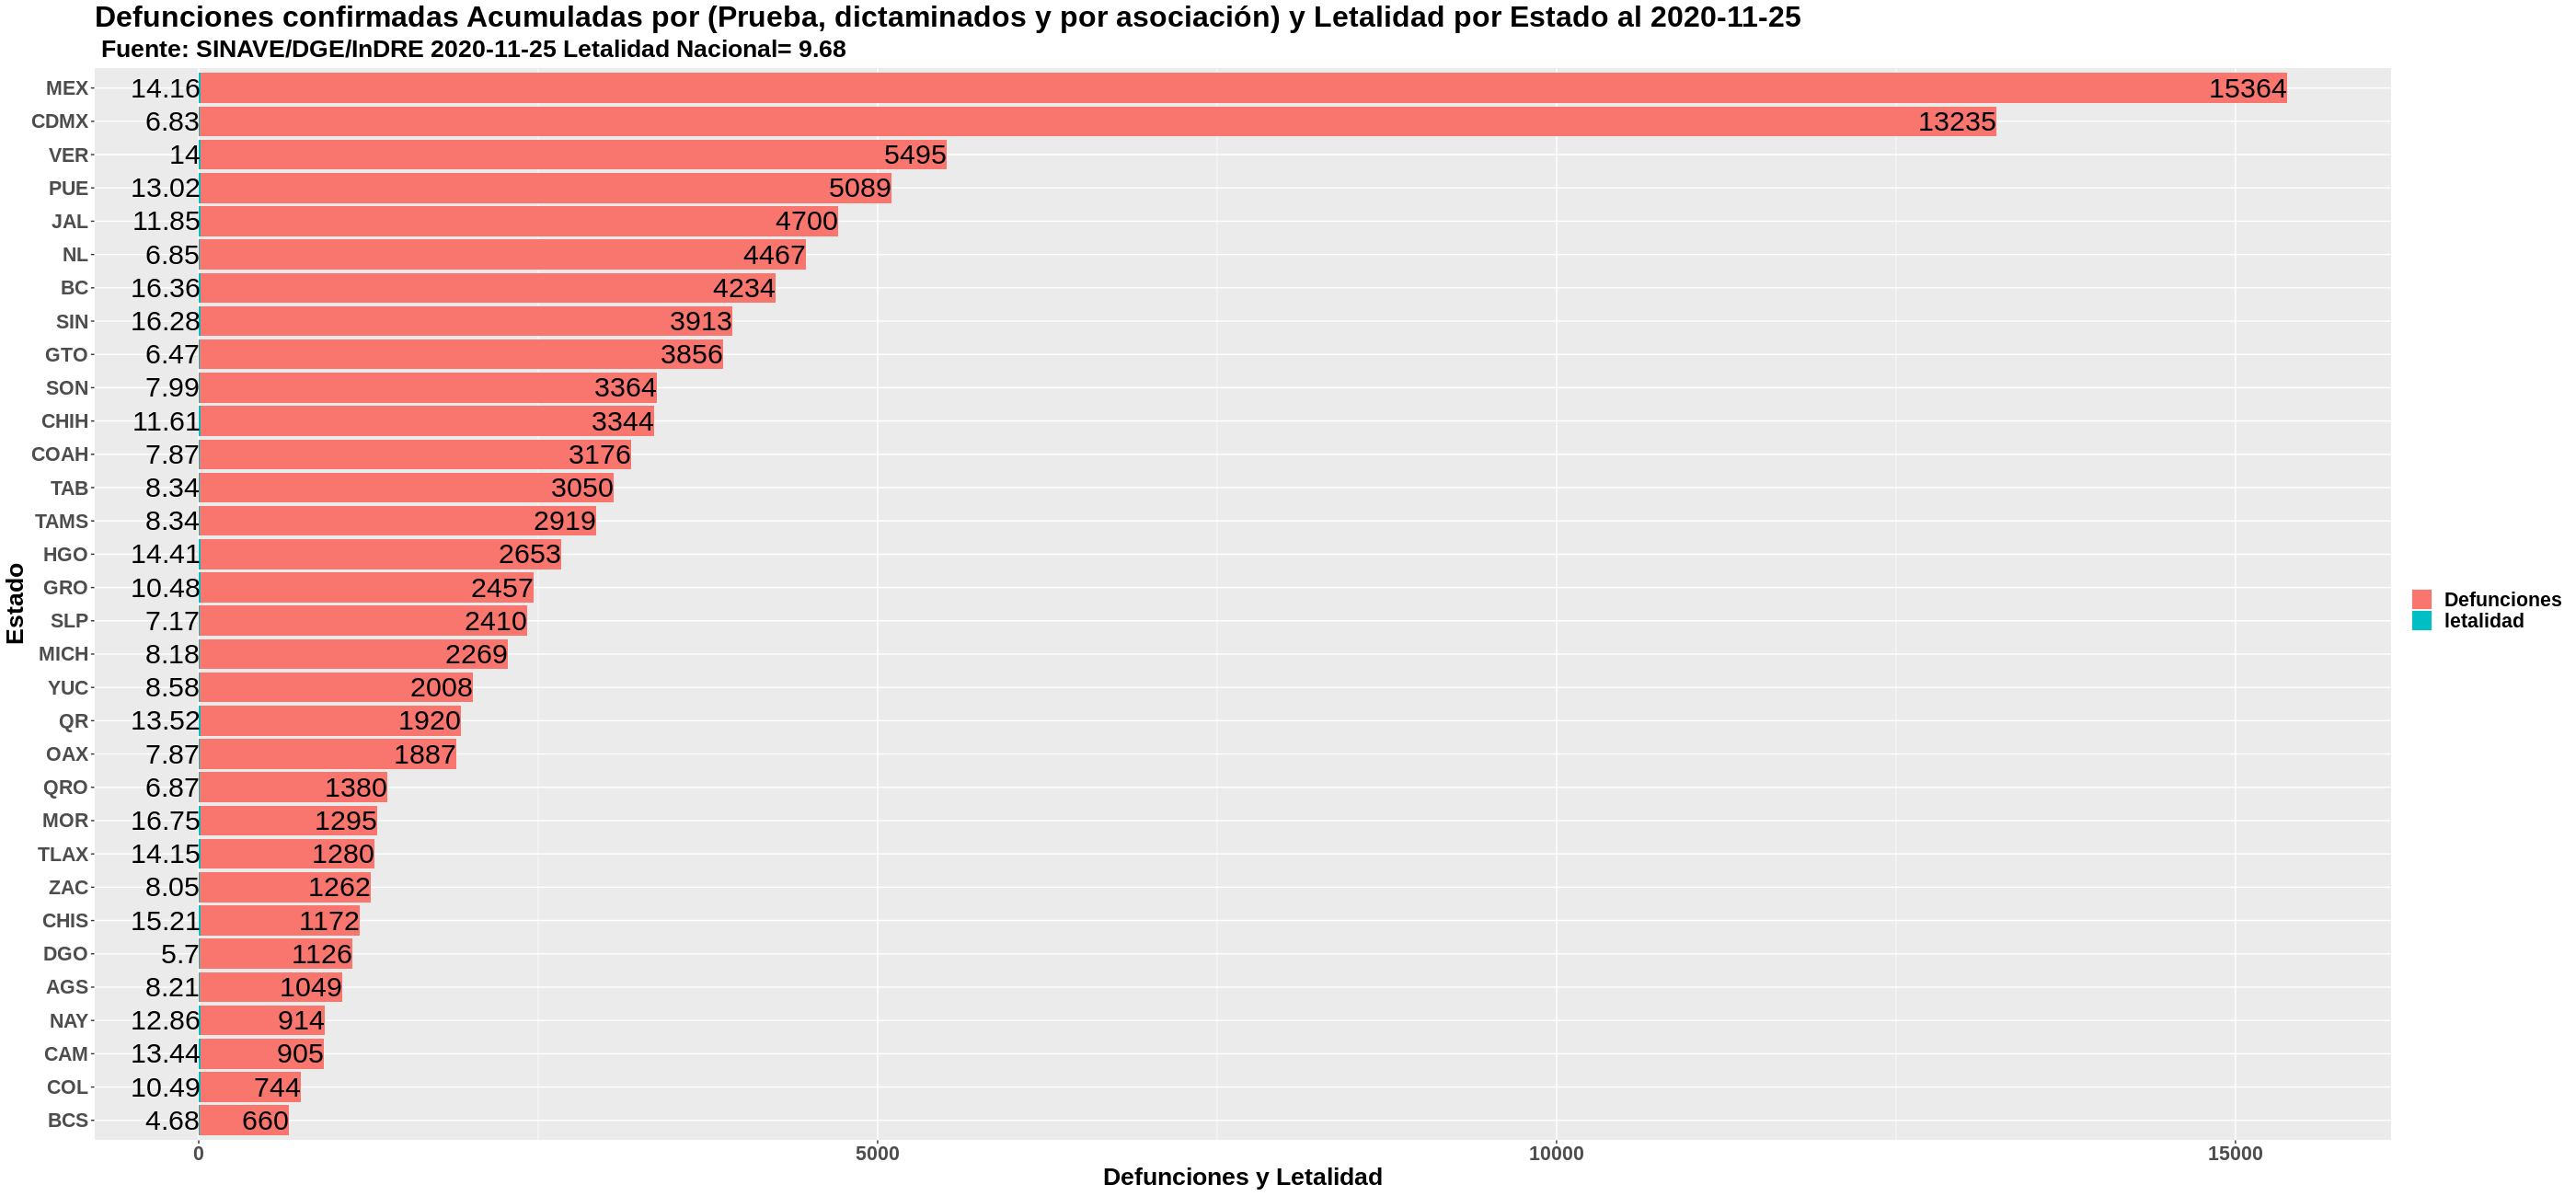 Defunciones confirmadas Acumuladas por (Prueba, dictaminados y por asociación) y Letalidad por Estado al 2020-11-25
Fuente: SINAVE/DGE/InDRE 2020-11-25 Letalidad Nacional= 9.68
Estado
MEX 14.16 15364
CDMX 6.83 13235
VER 14 5495
PUE 13.02 5089
JAL 11.85 4700
NL 6.85 4467
BC 16.36 4234
SIN 16.28 3913
GTO 6.47 3856
SON 7.99 3364
CHIH 11.61 3344
COAH 7.87 3176
TAB 8.34 3050
TAMS 8.34 2919
HGO 14.41 2653
GRO 10.48 2457
SLP 7.17 2410
MICH 8.18 2269
YUC 8.58 2008
QR 13.52 1920
OAX 7.87 1887
QRO 6.87 1380
MOR 16.75 1295
TLAX 14.15 1280
ZAC 8.05 1262
CHIS 15.21 1172
DGO 5.7 1126
AGS 8.21 1049
NAY 12.86 914
CAM 13.44 905
COL 10.49 744
BCS 4.68 660
0 5000 10000 15000
Defunciones y Letalidad
Defunciones
letalidad